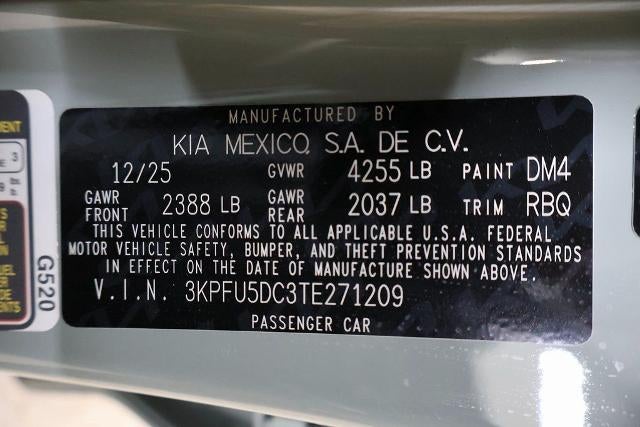 MANUFACTURED BY
KIA MEXICO, S.A. DE C.V.
12/25 GVWR 4255 LB PAINT DM4
GAWR FRONT 2388 LB GAWR REAR 2037 LB TRIM RBQ
THIS VEHICLE CONFORMS TO ALL APPLICABLE U.S.A. FEDERAL
MOTOR VEHICLE SAFETY, BUMPER, AND THEFT PREVENTION STANDARDS
IN EFFECT ON THE DATE OF MANUFACTURE SHOWN ABOVE.
V.I.N. 3KPFU5DC3TE271209
PASSENGER CAR
G520